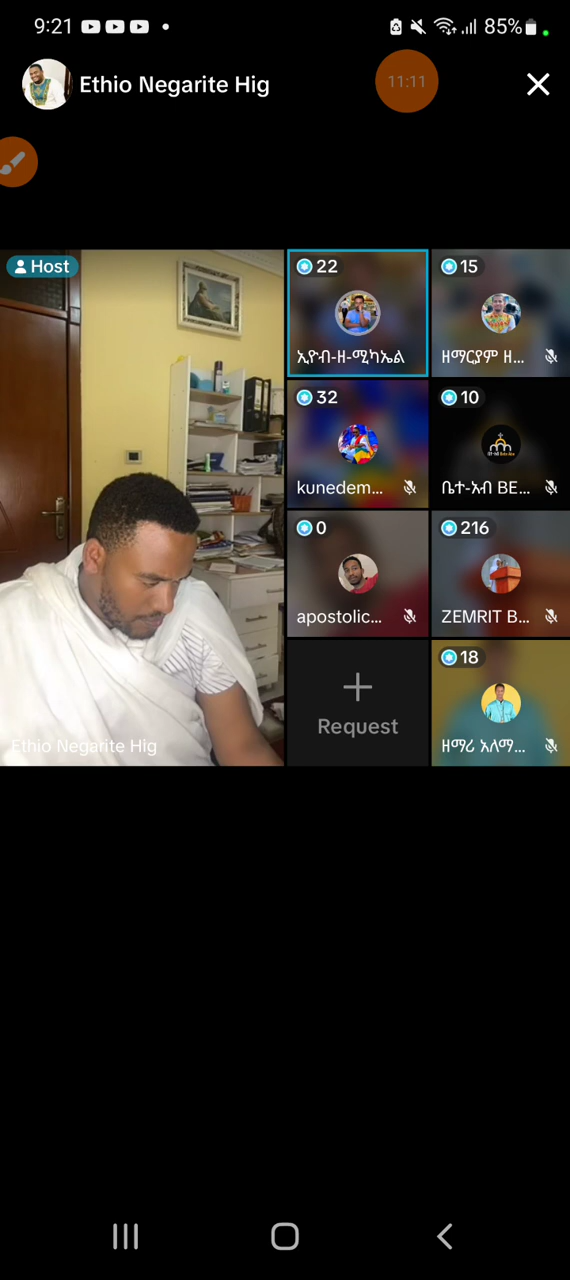 9:21
85%
Ethio Negarite Hig
11:11
Host
22
15
ኢዮብ-ዘ-ሚካኤል
ዘማርያም ዘ...
32
10
kunedem...
ቤተ-አብ BE...
0
216
apostolic...
ZEMRIT B...
18
Request
Ethio Negarite Hig
ዘማሪ አለማ...